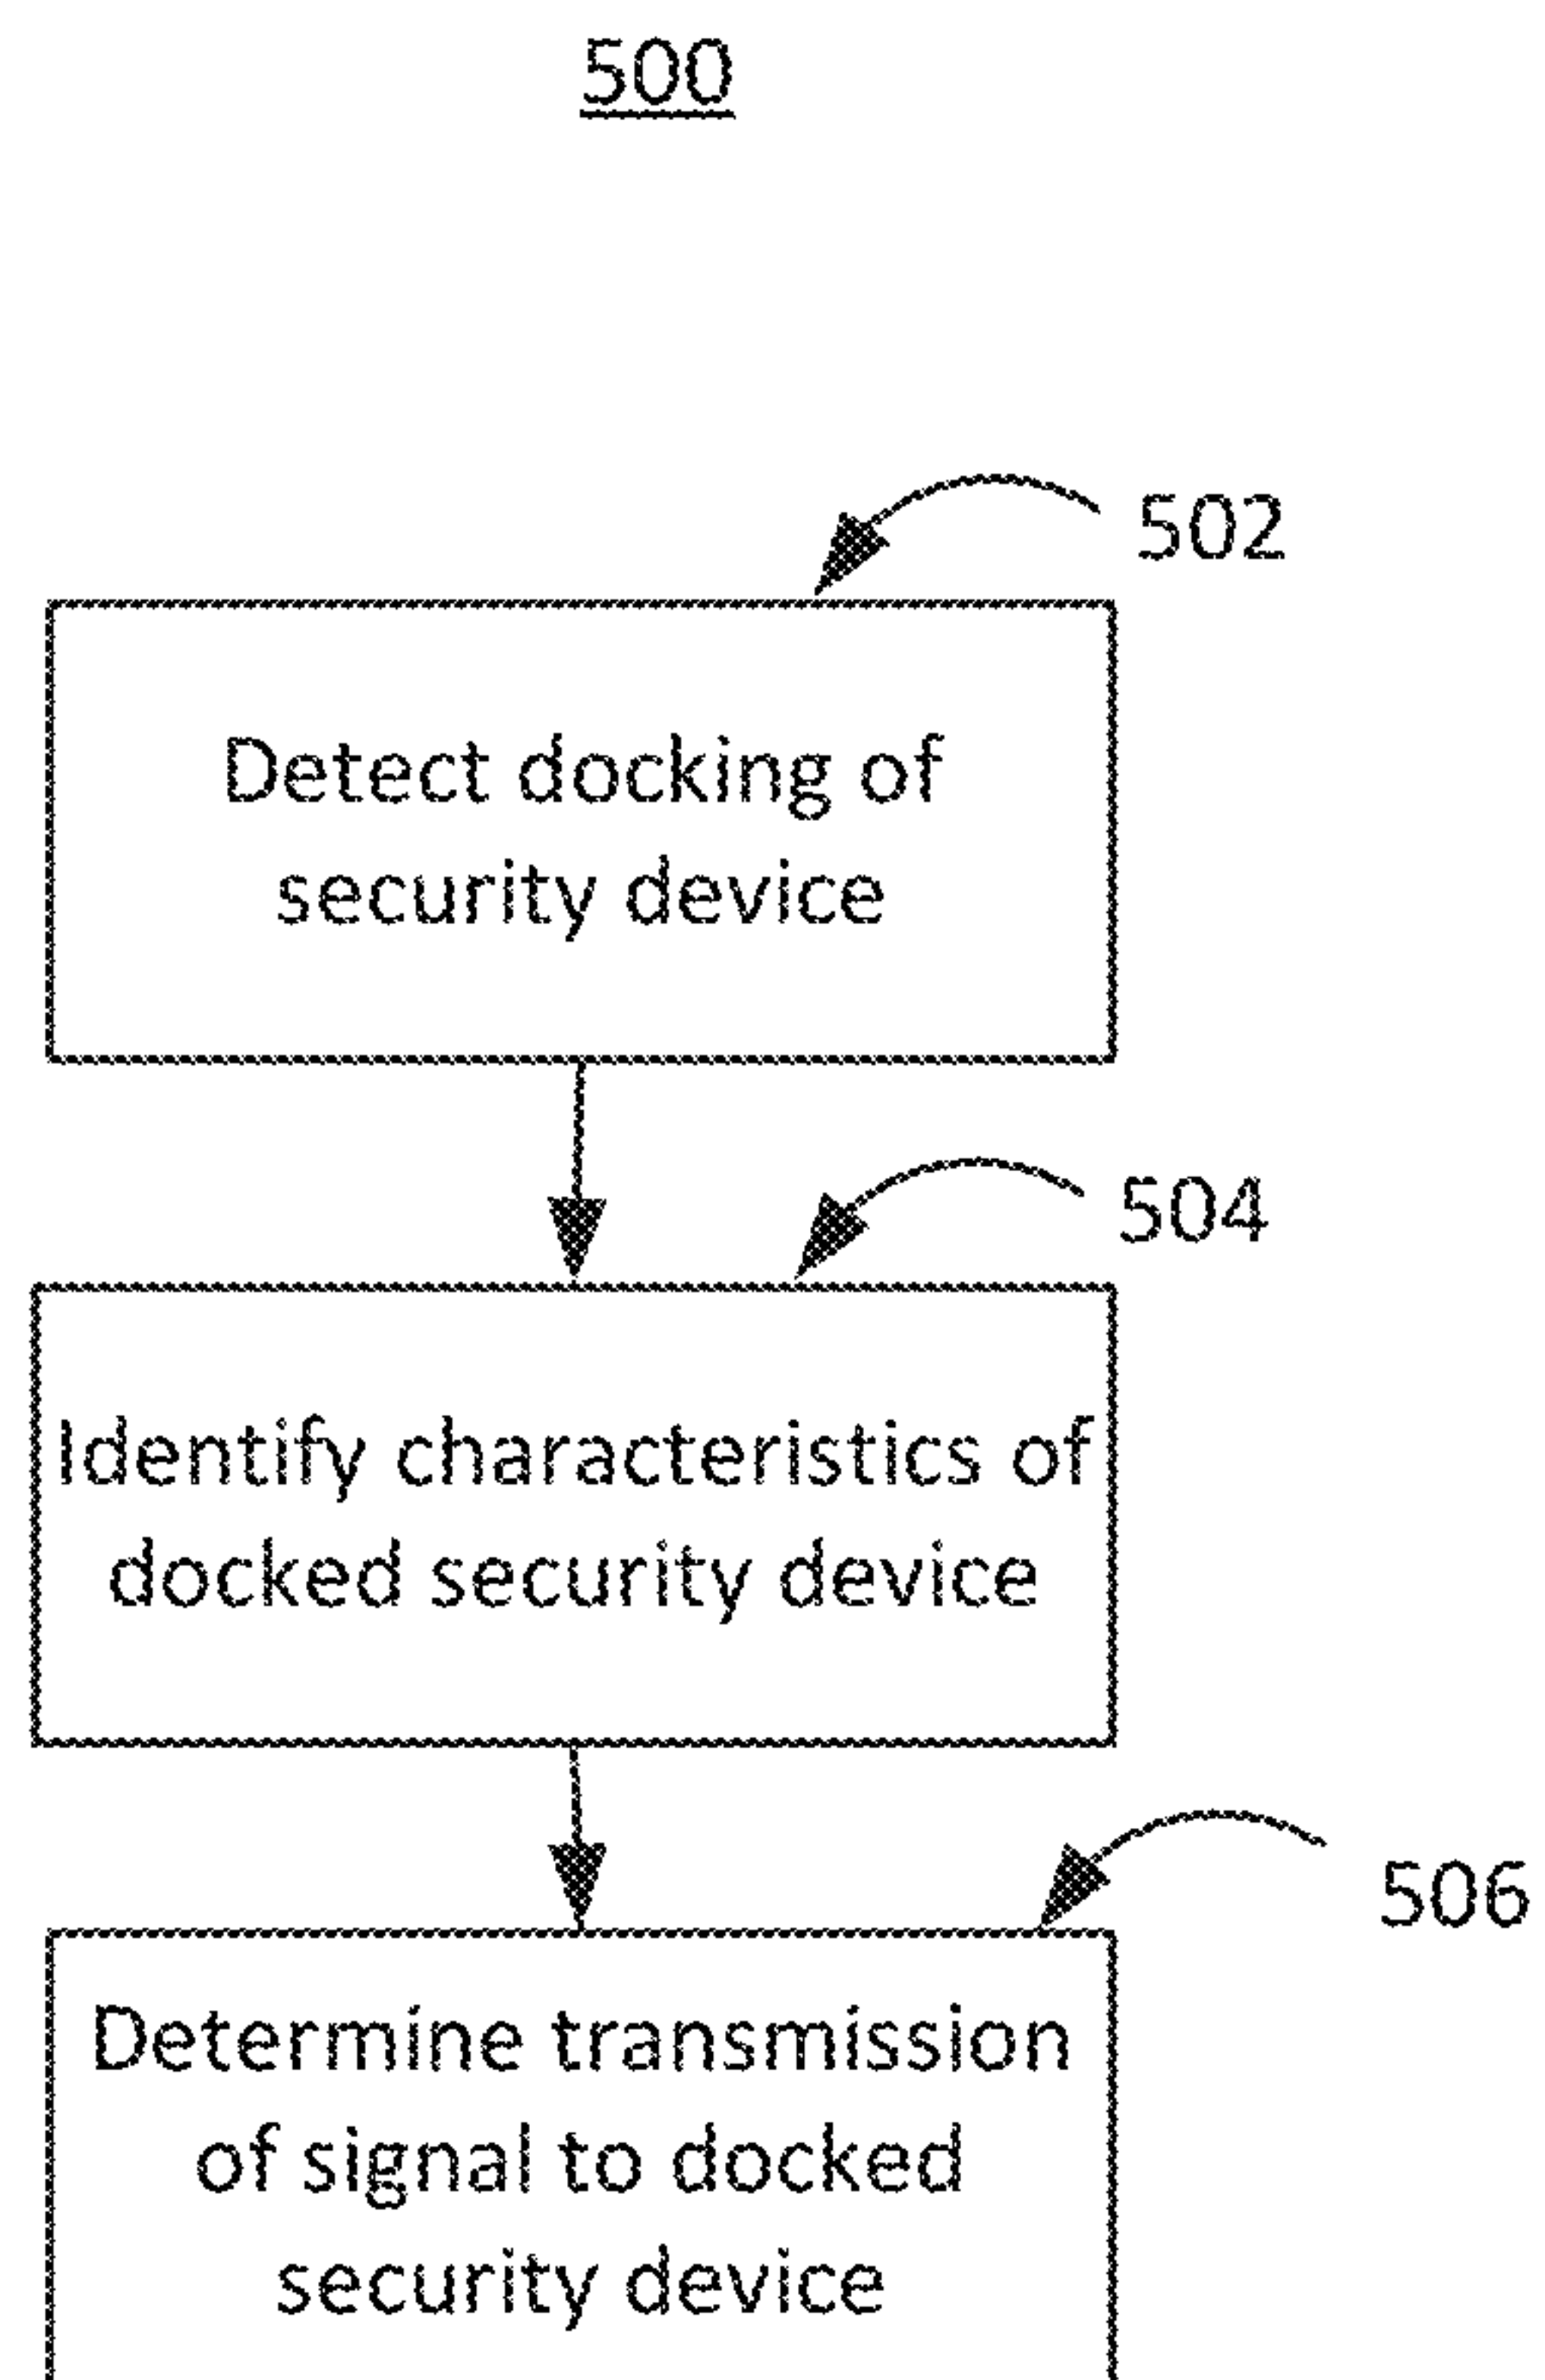 500
502
Detect docking of
security device
504
Identify characteristics of
docked security device
506
Determine transmission
of signal to docked
security device